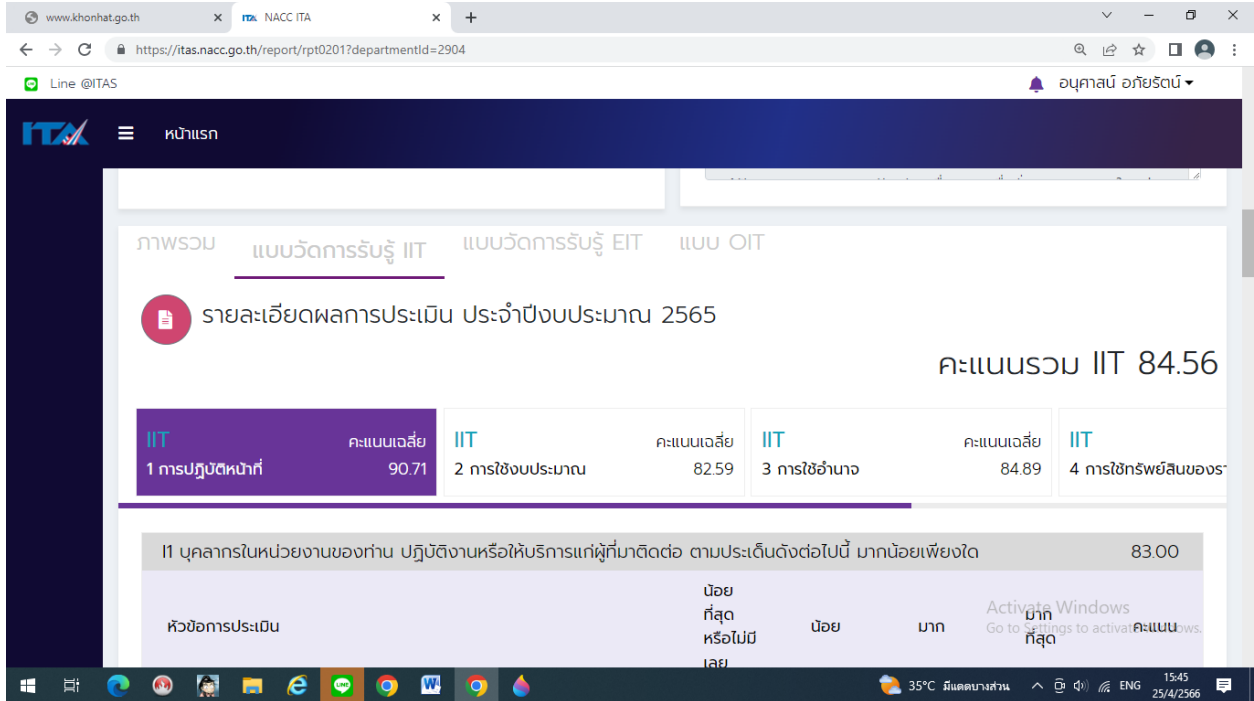 www.khonhat.go.th
ITA NACC ITA
https://itas.nacc.go.th/report/rpt0201?departmentId=2904
Line @ITAS
อนุศาสน์ อภัยรัตน์
ITA
หน้าแรก
ภาพรวม
แบบวัดการรับรู้ IIT
แบบวัดการรับรู้ EIT
แบบ OIT
รายละเอียดผลการประเมิน ประจำปีงบประมาณ 2565
คะแนนรวม IIT 84.56
IIT คะแนนเฉลี่ย
1 การปฏิบัติหน้าที่ 90.71
IIT คะแนนเฉลี่ย
2 การใช้งบประมาณ 82.59
IIT คะแนนเฉลี่ย
3 การใช้อำนาจ 84.89
IIT
4 การใช้ทรัพย์สินของรา
I1 บุคลากรในหน่วยงานของท่าน ปฏิบัติงานหรือให้บริการแก่ผู้ที่มาติดต่อ ตามประเด็นดังต่อไปนี้ มากน้อยเพียงใด 83.00
หัวข้อการประเมิน
น้อย
ที่สุด
หรือไม่มี
เลย
น้อย
มาก
มาก
ที่สุด
คะแนน
Activate Windows
Go to Settings to activate Windows.
LINE
35°C มีแดดบางส่วน
ENG
15:45
25/4/2566